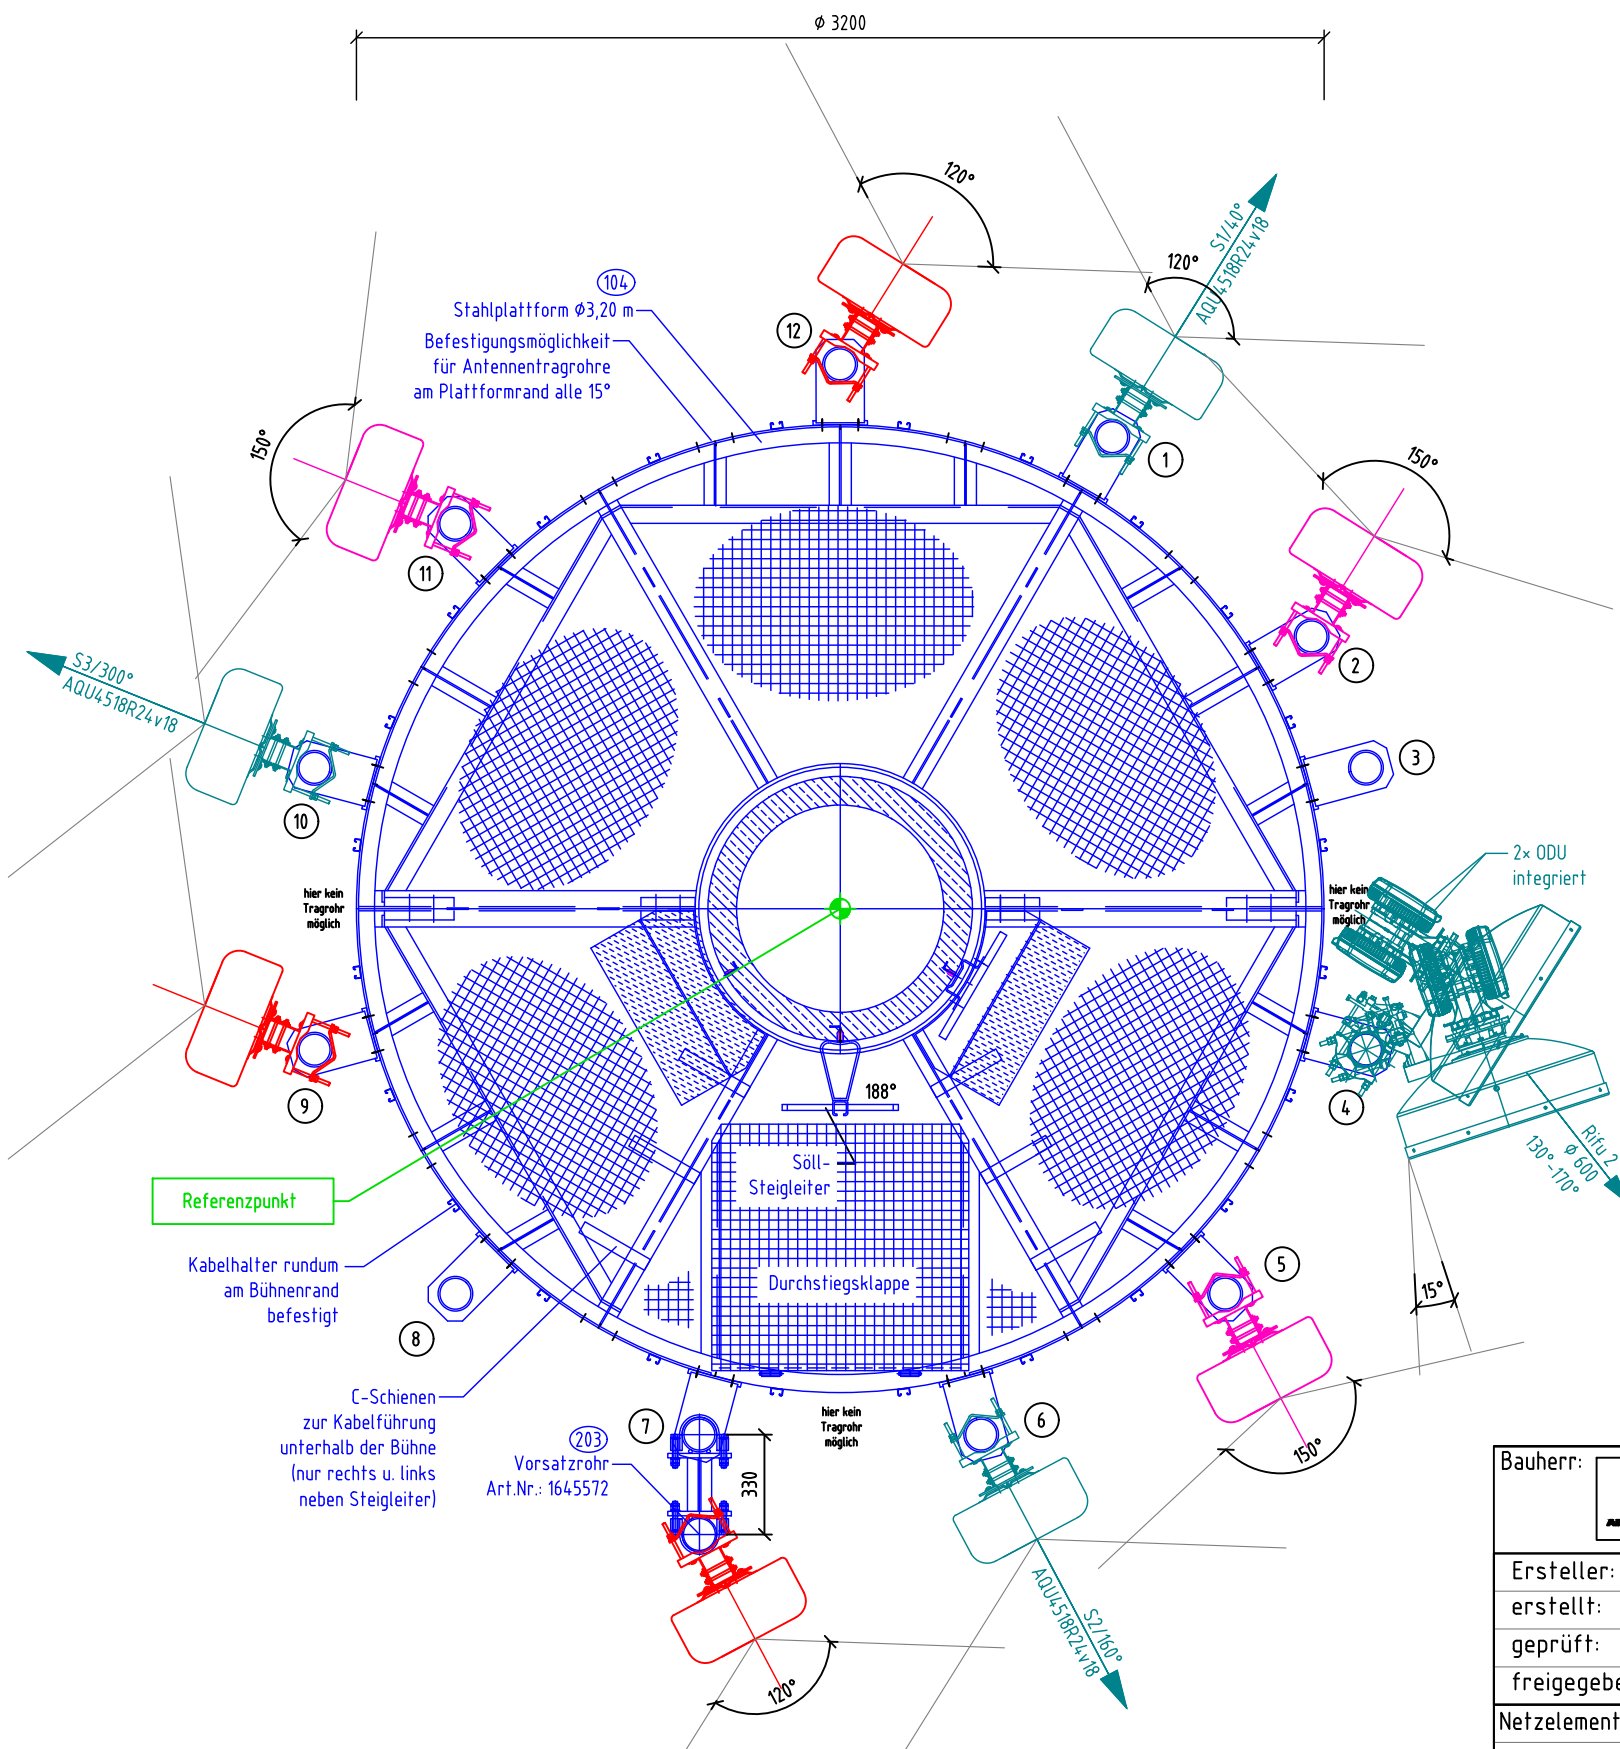 ϕ 3200
120°
S1/40°
AQU4518R24v18
120°
104
Stahlplattform ϕ3,20 m
Befestigungsmöglichkeit
für Antennentragrohre
am Plattformrand alle 15°
12
1
150°
150°
11
2
S3/300°
AQU4518R24v18
10
3
hier kein
Tragrohr
möglich
hier kein
Tragrohr
möglich
2x ODU
integriert
9
4
188°
Söll-
Steigleiter
Rifu 2
ϕ 600
130°-170°
Referenzpunkt
Kabelhalter rundum
am Bühnenrand
befestigt
Durchstiegsklappe
5
15°
8
C-Schienen
zur Kabelführung
unterhalb der Bühne
(nur rechts u. links
neben Steigleiter)
7
6
hier kein
Tragrohr
möglich
203
Vorsatzrohr
Art.Nr.: 1645572
330
150°
S2/160°
AQU4518R24v18
120°
Bauherr:
Ersteller:
erstellt:
geprüft:
freigegebe
Netzelement